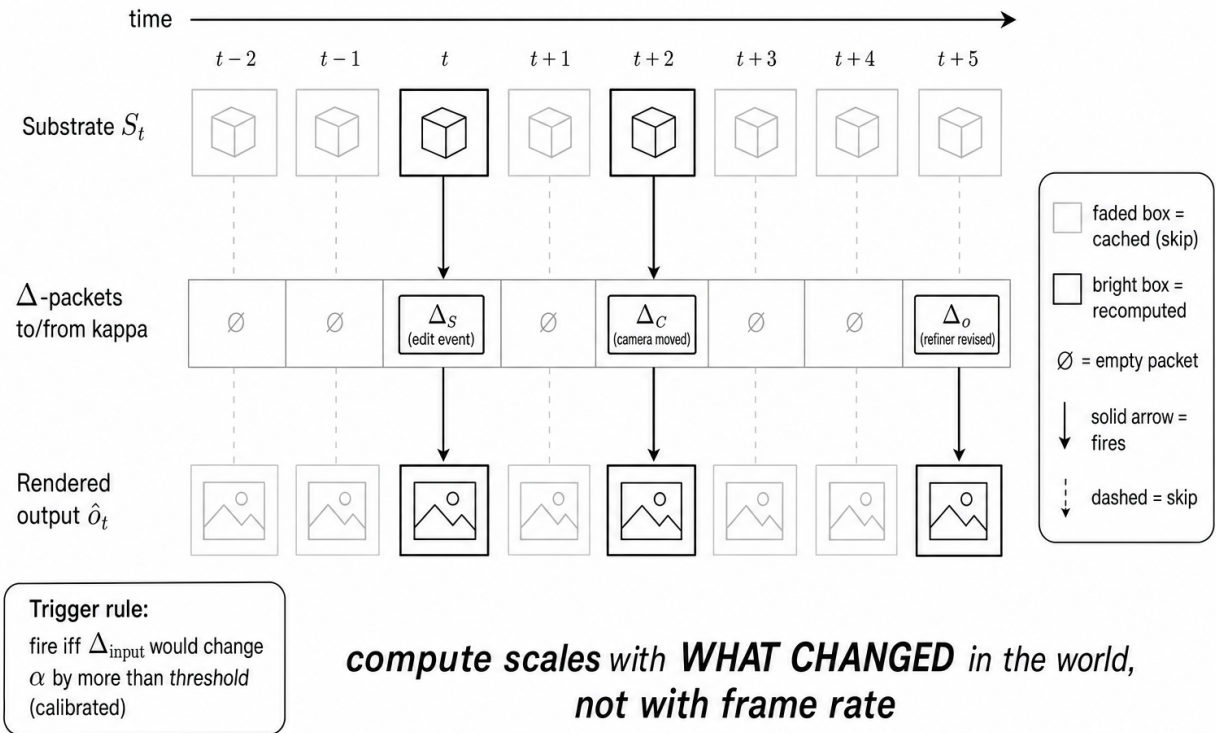 time
t − 2
t − 1
t
t + 1
t + 2
t + 3
t + 4
t + 5
Substrate S_t
Δ-packets
to/from kappa
∅
∅
Δ_S
(edit event)
∅
Δ_C
(camera moved)
∅
∅
Δ_o
(refiner revised)
Rendered
output ô_t
faded box =
cached (skip)
bright box =
recomputed
∅ = empty packet
solid arrow =
fires
dashed = skip
Trigger rule:
fire iff Δ_input would change
α by more than threshold
(calibrated)
compute scales with WHAT CHANGED in the world,
not with frame rate